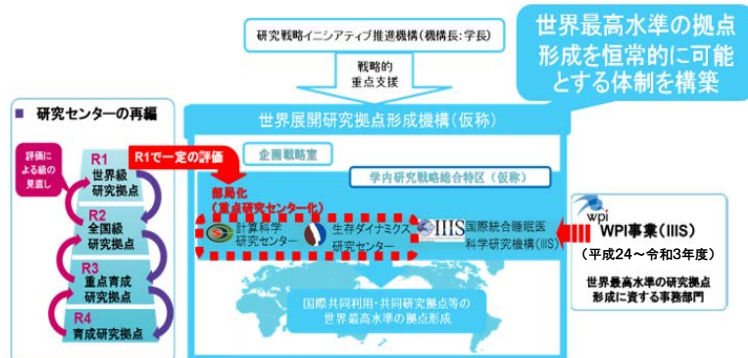 研究戦略イニシアティブ推進機構(機構長:学長)
戦略的
重点支援
世界最高水準の拠点
形成を恒常的に可能
とする体制を構築
■ 研究センターの再編
評価に
よる級の
見直し
R1
世界級
研究拠点
R2
全国級
研究拠点
R3
重点育成
研究拠点
R4
育成研究拠点
R1で一定の評価
世界展開研究拠点形成機構(仮称)
企画戦略室
学内研究戦略総合特区(仮称)
部局化
(重点研究センター化)
計算科学
研究センター
生存ダイナミクス
研究センター
IIIS
国際統合睡眠医
科学研究機構(IIIS)
国際共同利用・共同研究拠点等の
世界最高水準の拠点形成
wpi
WPI事業(IIIS)
(平成24～令和3年度)
世界最高水準の研究拠点
形成に資する事務部門